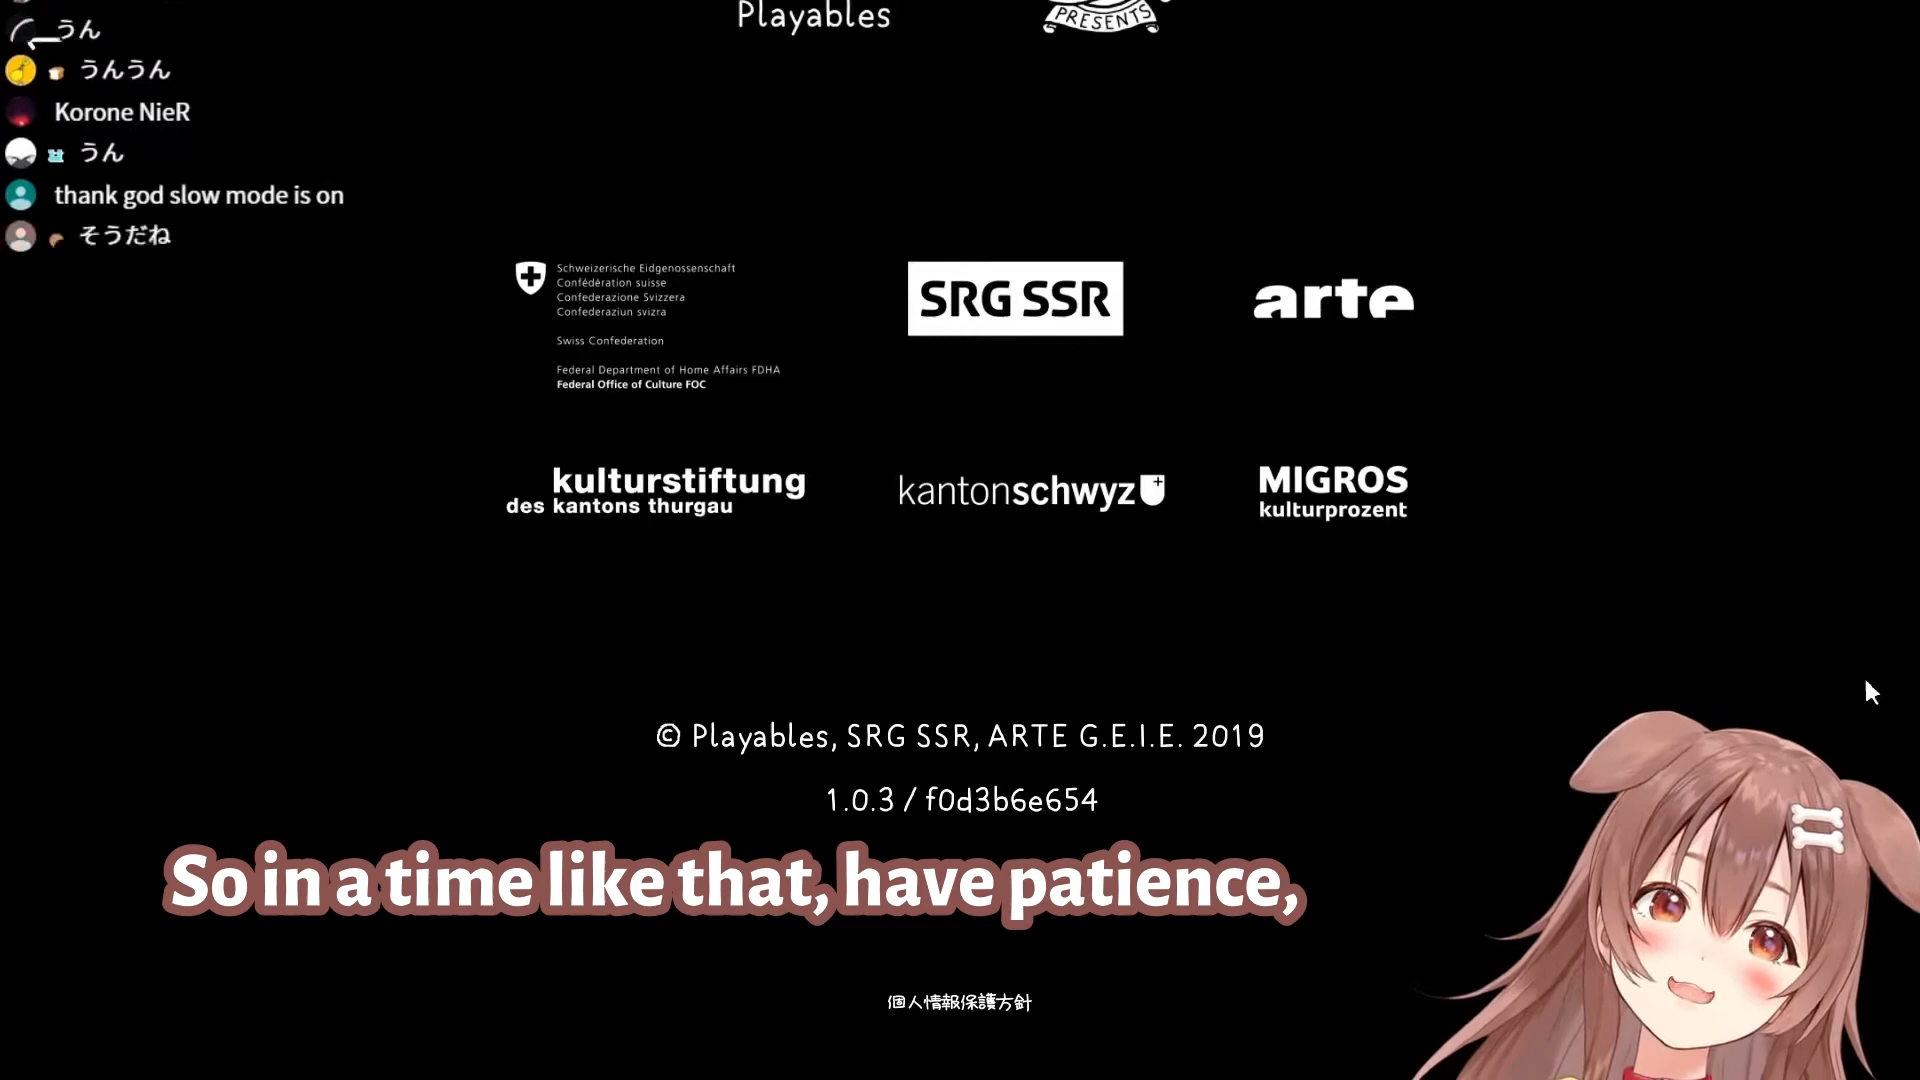 Playables
PRESENTS
うん
うんうん
Korone NieR
うん
thank god slow mode is on
そうだね
Schweizerische Eidgenossenschaft
Confédération suisse
Confederazione Svizzera
Confederaziun svizra
Swiss Confederation
Federal Department of Home Affairs FDHA
Federal Office of Culture FOC
SRG SSR
arte
kulturstiftung
des kantons thurgau
kantonschwyz
MIGROS
kulturprozent
© Playables, SRG SSR, ARTE G.E.I.E. 2019
1.0.3 / f0d3b6e654
So in a time like that, have patience,
個人情報保護方針